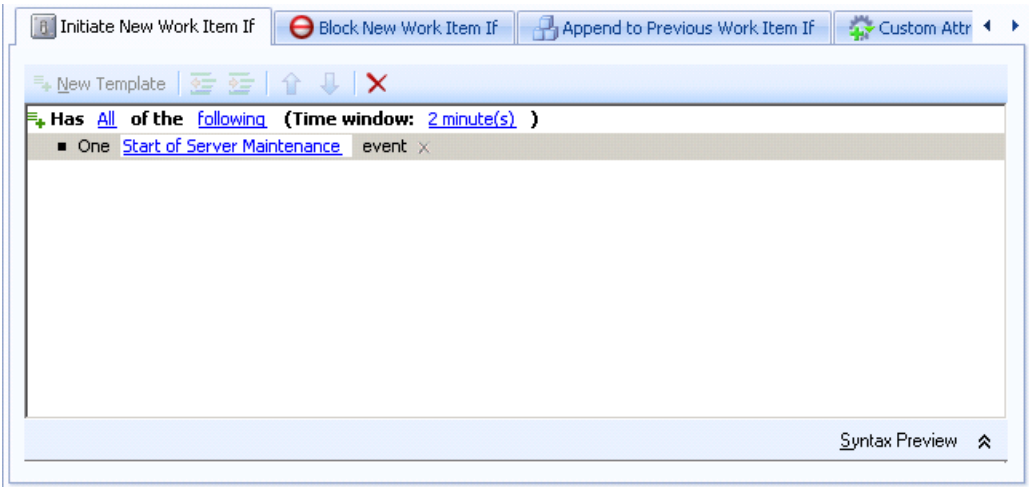 Initiate New Work Item If Block New Work Item If Append to Previous Work Item If Custom Attr
New Template
Has All of the following (Time window: 2 minute(s) )
One Start of Server Maintenance event
Syntax Preview